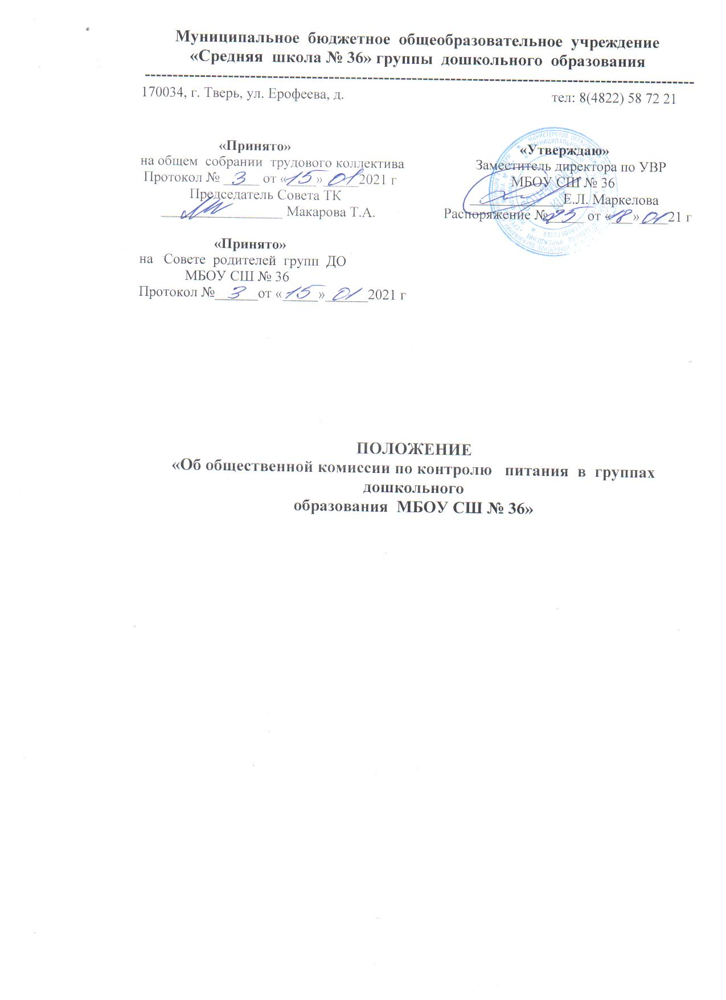 Муниципальное бюджетное общеобразовательное учреждение
«Средняя школа № 36» группы дошкольного образования
170034, г. Тверь, ул. Ерофеева, д.
тел: 8(4822) 58 72 21
«Принято»
на общем собрании трудового коллектива
Протокол № 3 от «15» 01 2021 г
Председатель Совета ТК
Макарова Т.А.
«Утверждаю»
Заместитель директора по УВР
МБОУ СШ № 36
Е.Л. Маркелова
Распоряжение № от «18» 01 21 г
«Принято»
на Совете родителей групп ДО
МБОУ СШ № 36
Протокол № 3 от «15» 01 2021 г
ПОЛОЖЕНИЕ
«Об общественной комиссии по контролю питания в группах
дошкольного
образования МБОУ СШ № 36»